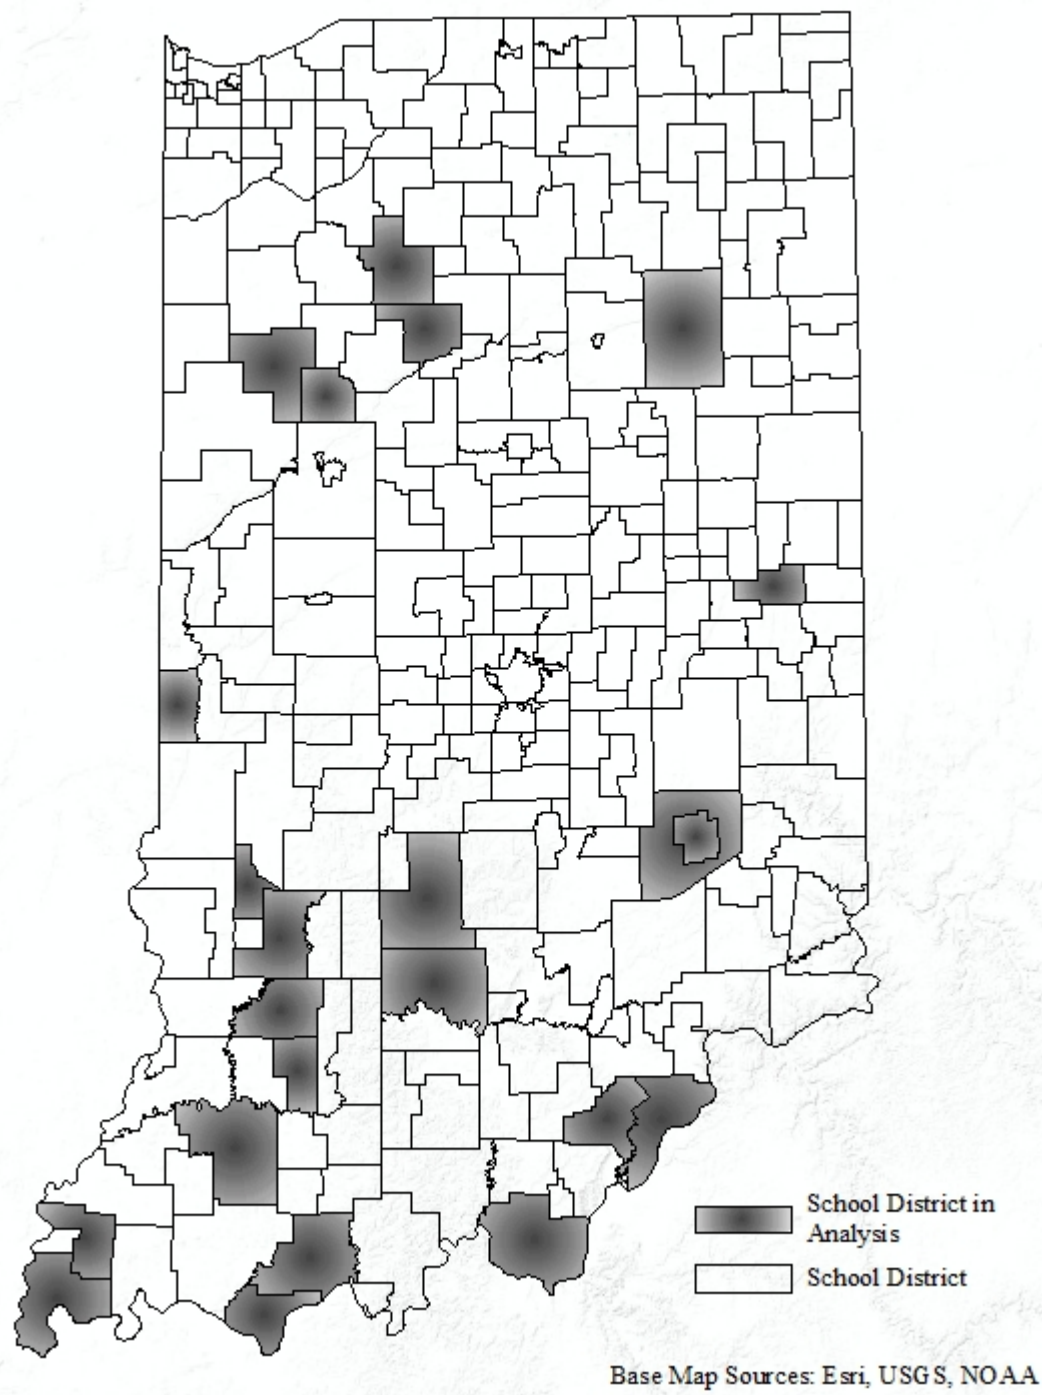 School District in
Analysis
School District
Base Map Sources: Esri, USGS, NOAA